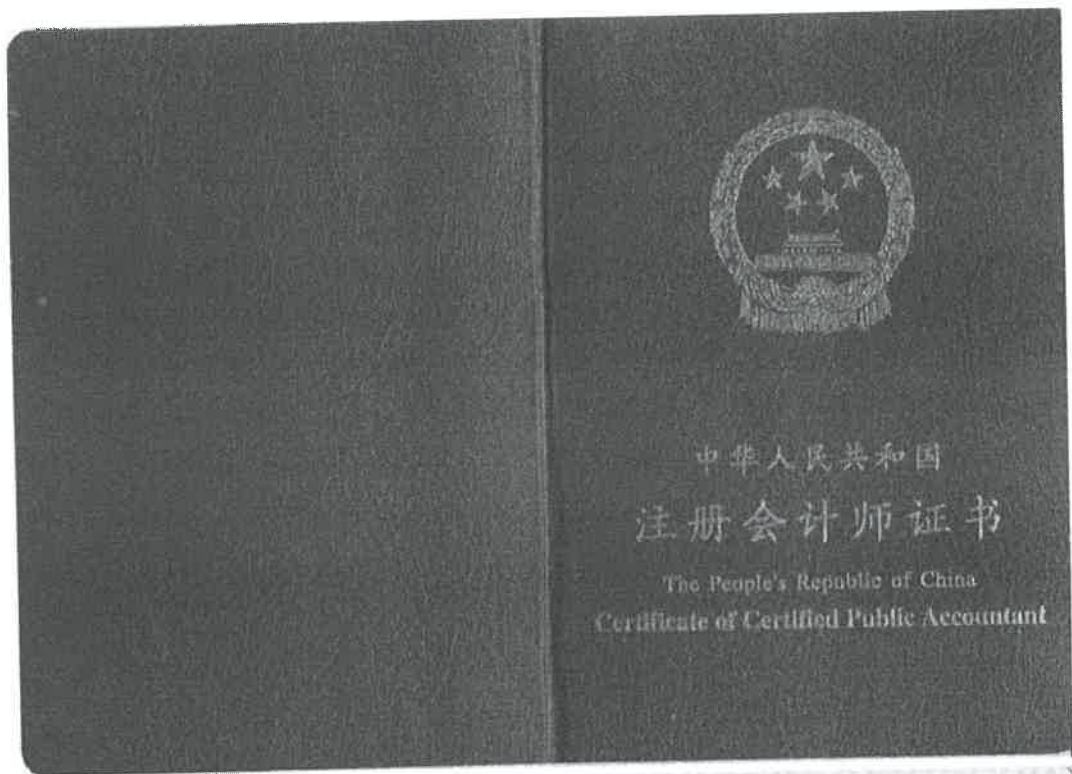 中华人民共和国
注册会计师证书
The People's Republic of China
Certificate of Certified Public Accountant